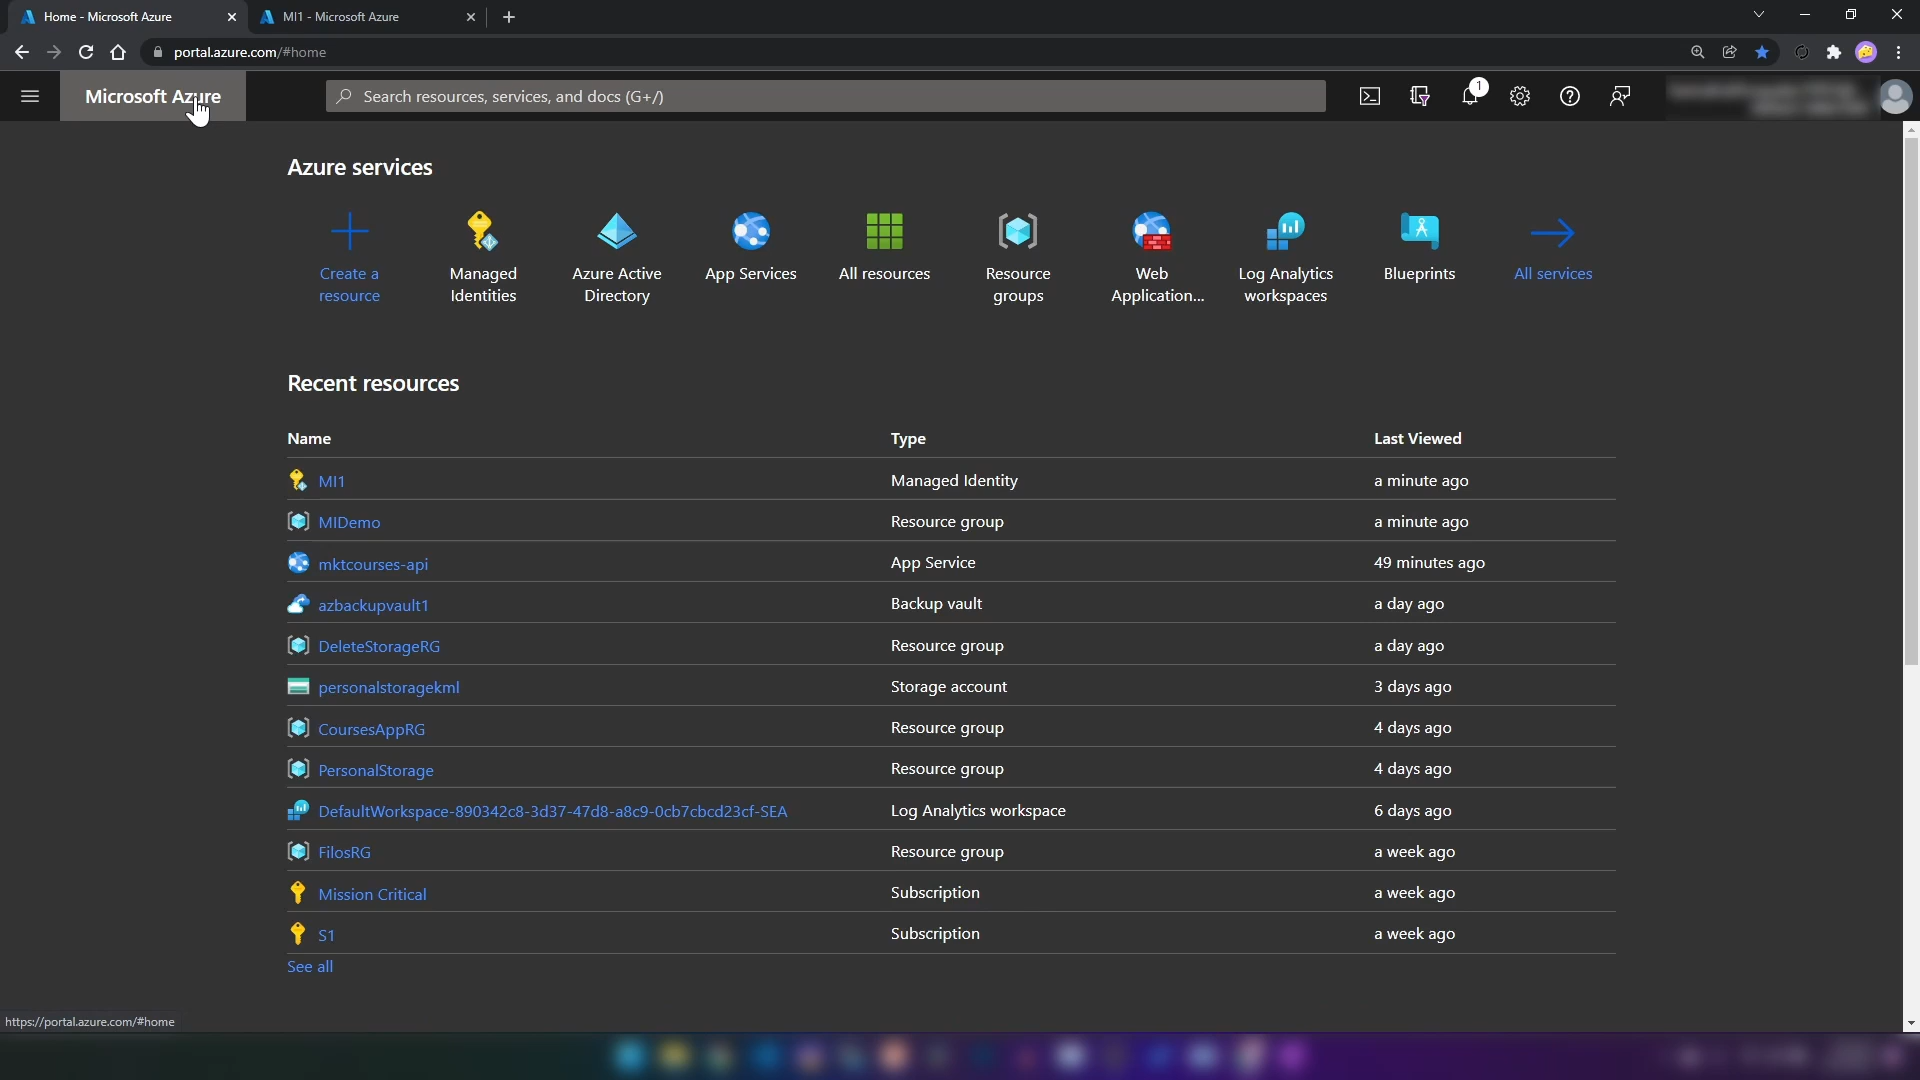 Home - Microsoft Azure
MI1 - Microsoft Azure
portal.azure.com/#home
Microsoft Azure
Search resources, services, and docs (G+/)
1
Azure services
Create a resource
Managed Identities
Azure Active Directory
App Services
All resources
Resource groups
Web Application...
Log Analytics workspaces
Blueprints
All services
Recent resources
Name Type Last Viewed
MI1 Managed Identity a minute ago
MIDemo Resource group a minute ago
mktcourses-api App Service 49 minutes ago
azbackupvault1 Backup vault a day ago
DeleteStorageRG Resource group a day ago
personalstoragekml Storage account 3 days ago
CoursesAppRG Resource group 4 days ago
PersonalStorage Resource group 4 days ago
DefaultWorkspace-890342c8-3d37-47d8-a8c9-0cb7cbcd23cf-SEA Log Analytics workspace 6 days ago
FilosRG Resource group a week ago
Mission Critical Subscription a week ago
S1 Subscription a week ago
See all
https://portal.azure.com/#home